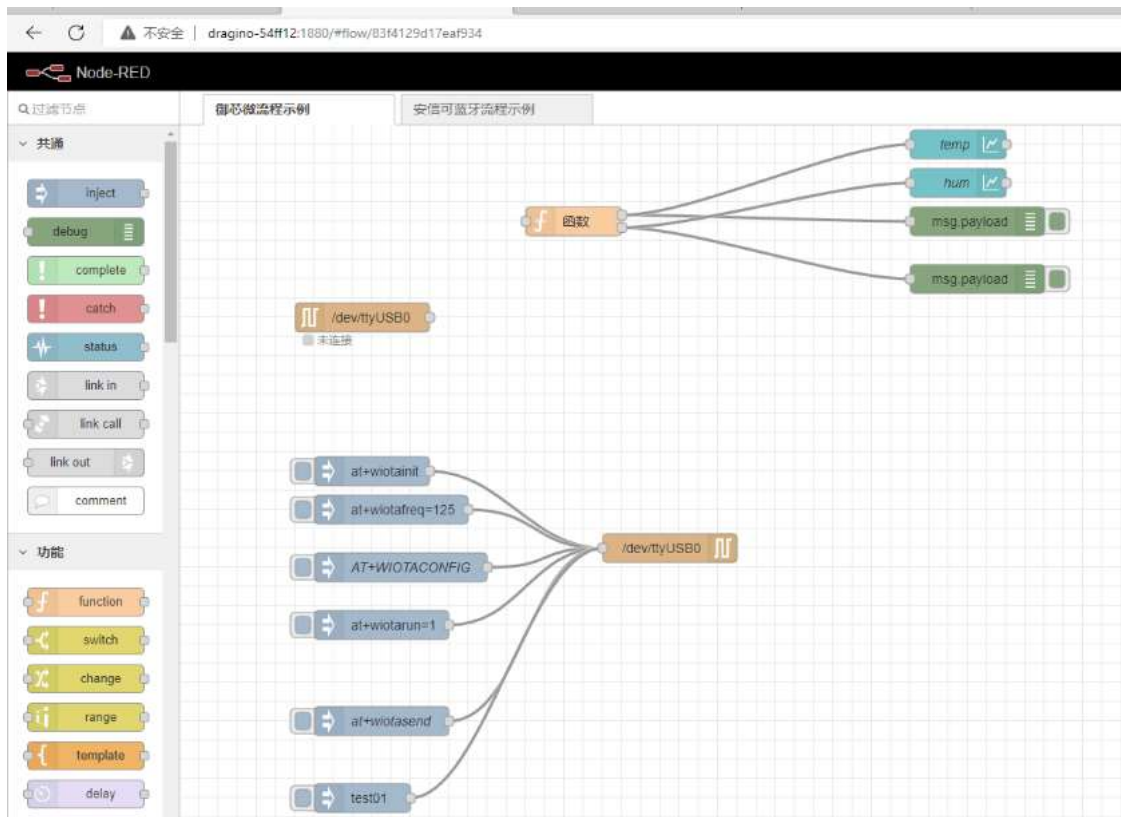 不安全 | dragino-54ff12:1880/#flow/83f4129d17eaf934
Node-RED
过滤节点
御芯微流程示例
安信可蓝牙流程示例
共通
inject
debug
complete
catch
status
link in
link call
link out
comment
功能
function
switch
change
range
template
delay
temp
hum
函数
msg.payload
msg.payload
/dev/ttyUSB0
未连接
at+wiotainit
at+wiotafreq=125
AT+WIOTACONFIG
at+wiotarun=1
at+wiotasend
test01
/dev/ttyUSB0